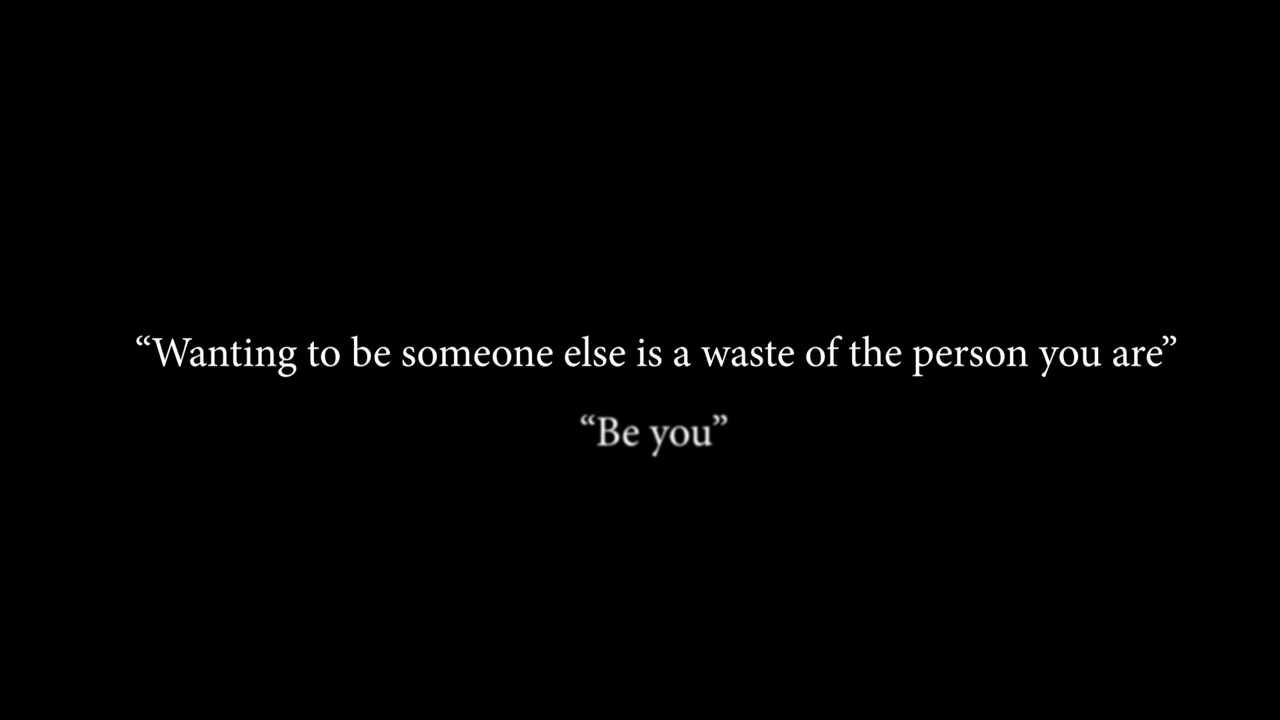 “Wanting to be someone else is a waste of the person you are”
“Be you”